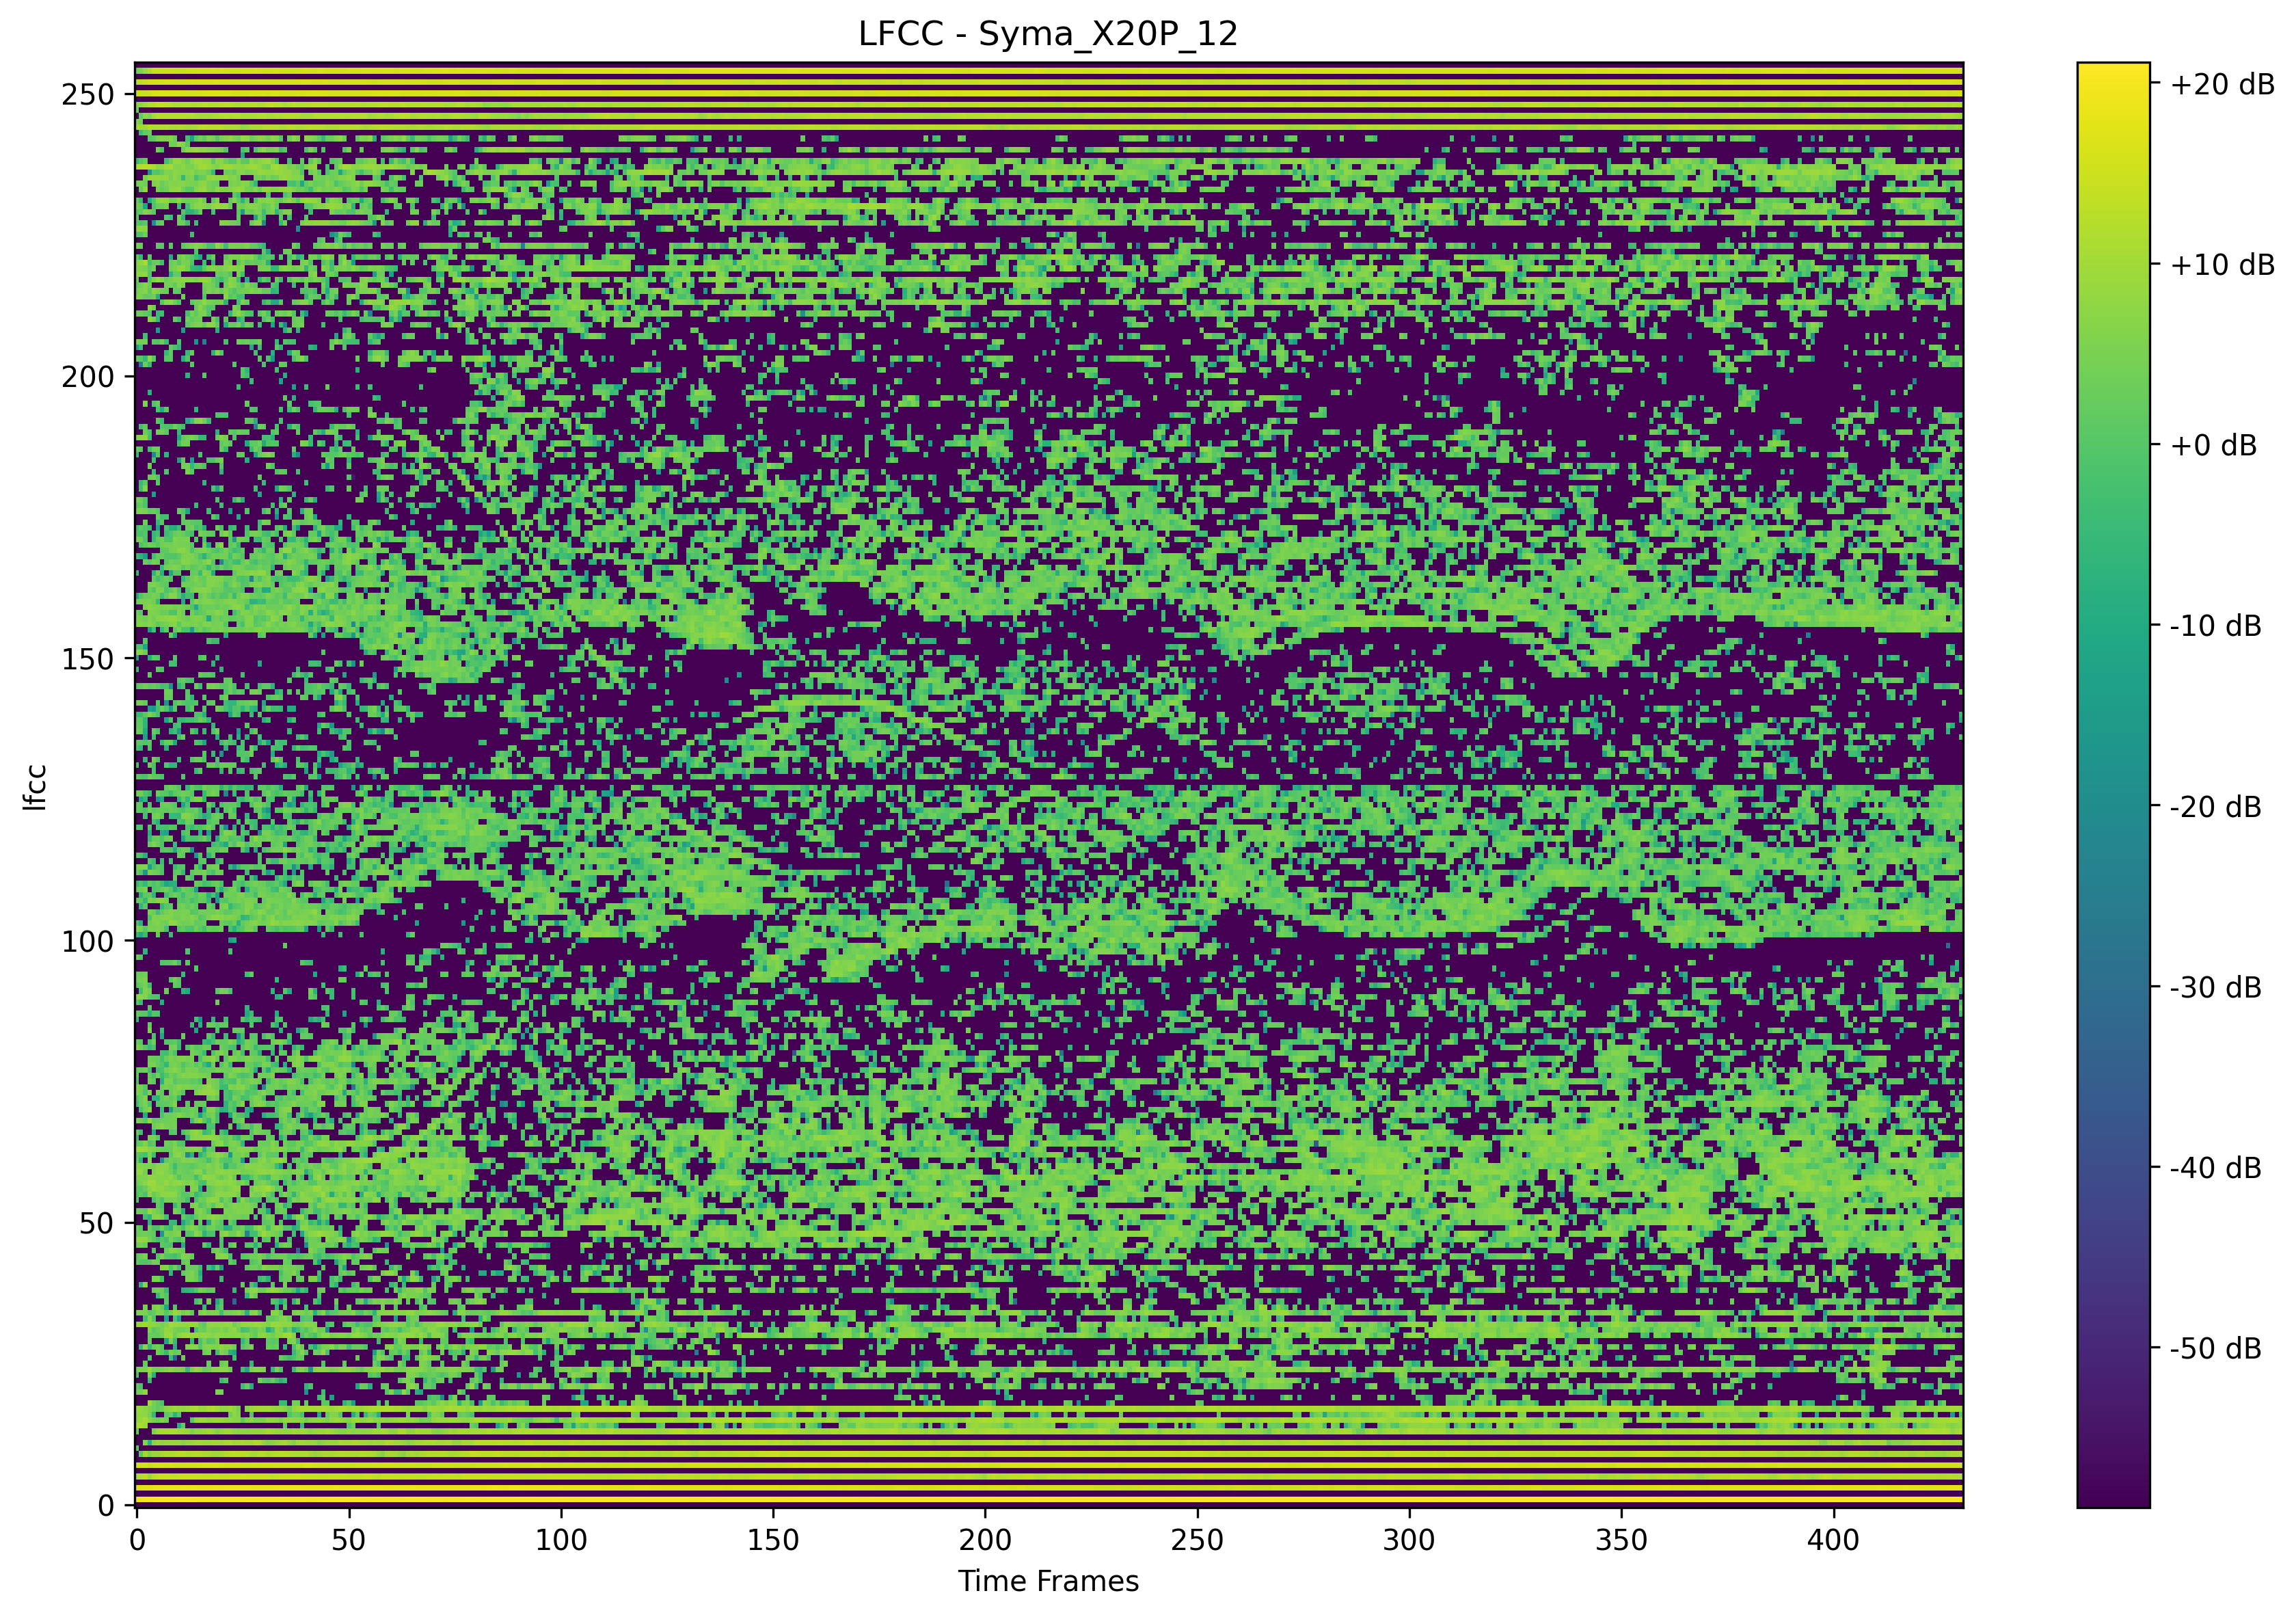 LFCC - Syma_X20P_12
250
200
150
100
50
0
lfcc
0 50 100 150 200 250 300 350 400
Time Frames
+20 dB
+10 dB
+0 dB
-10 dB
-20 dB
-30 dB
-40 dB
-50 dB